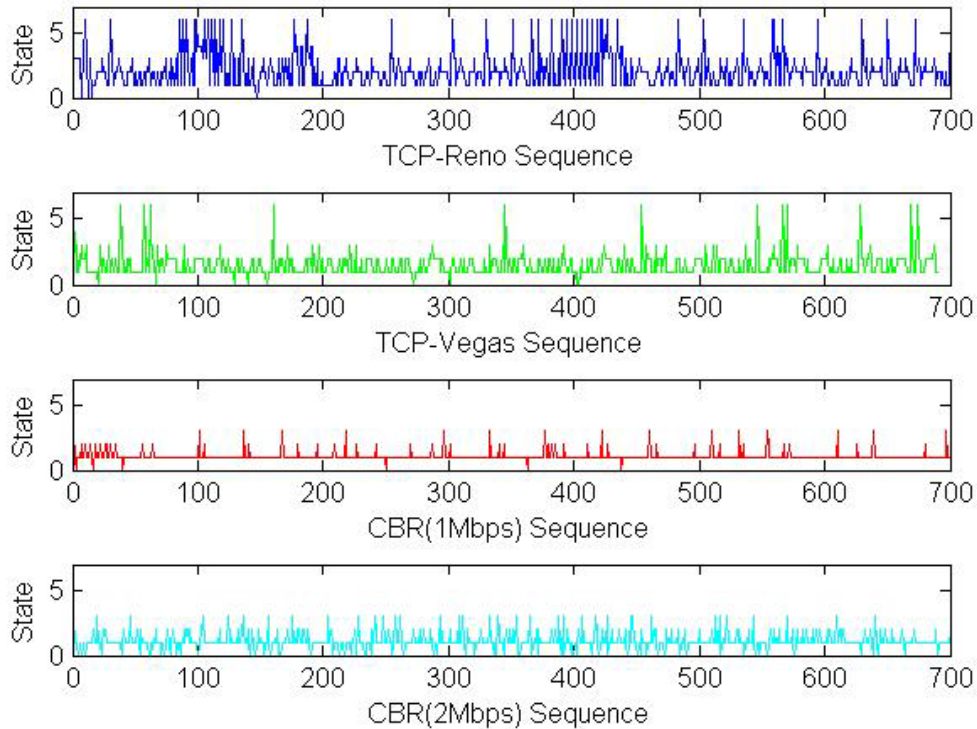 State
5
0
0 100 200 300 400 500 600 700
TCP-Reno Sequence
State
5
0
0 100 200 300 400 500 600 700
TCP-Vegas Sequence
State
5
0
0 100 200 300 400 500 600 700
CBR(1Mbps) Sequence
State
5
0
0 100 200 300 400 500 600 700
CBR(2Mbps) Sequence